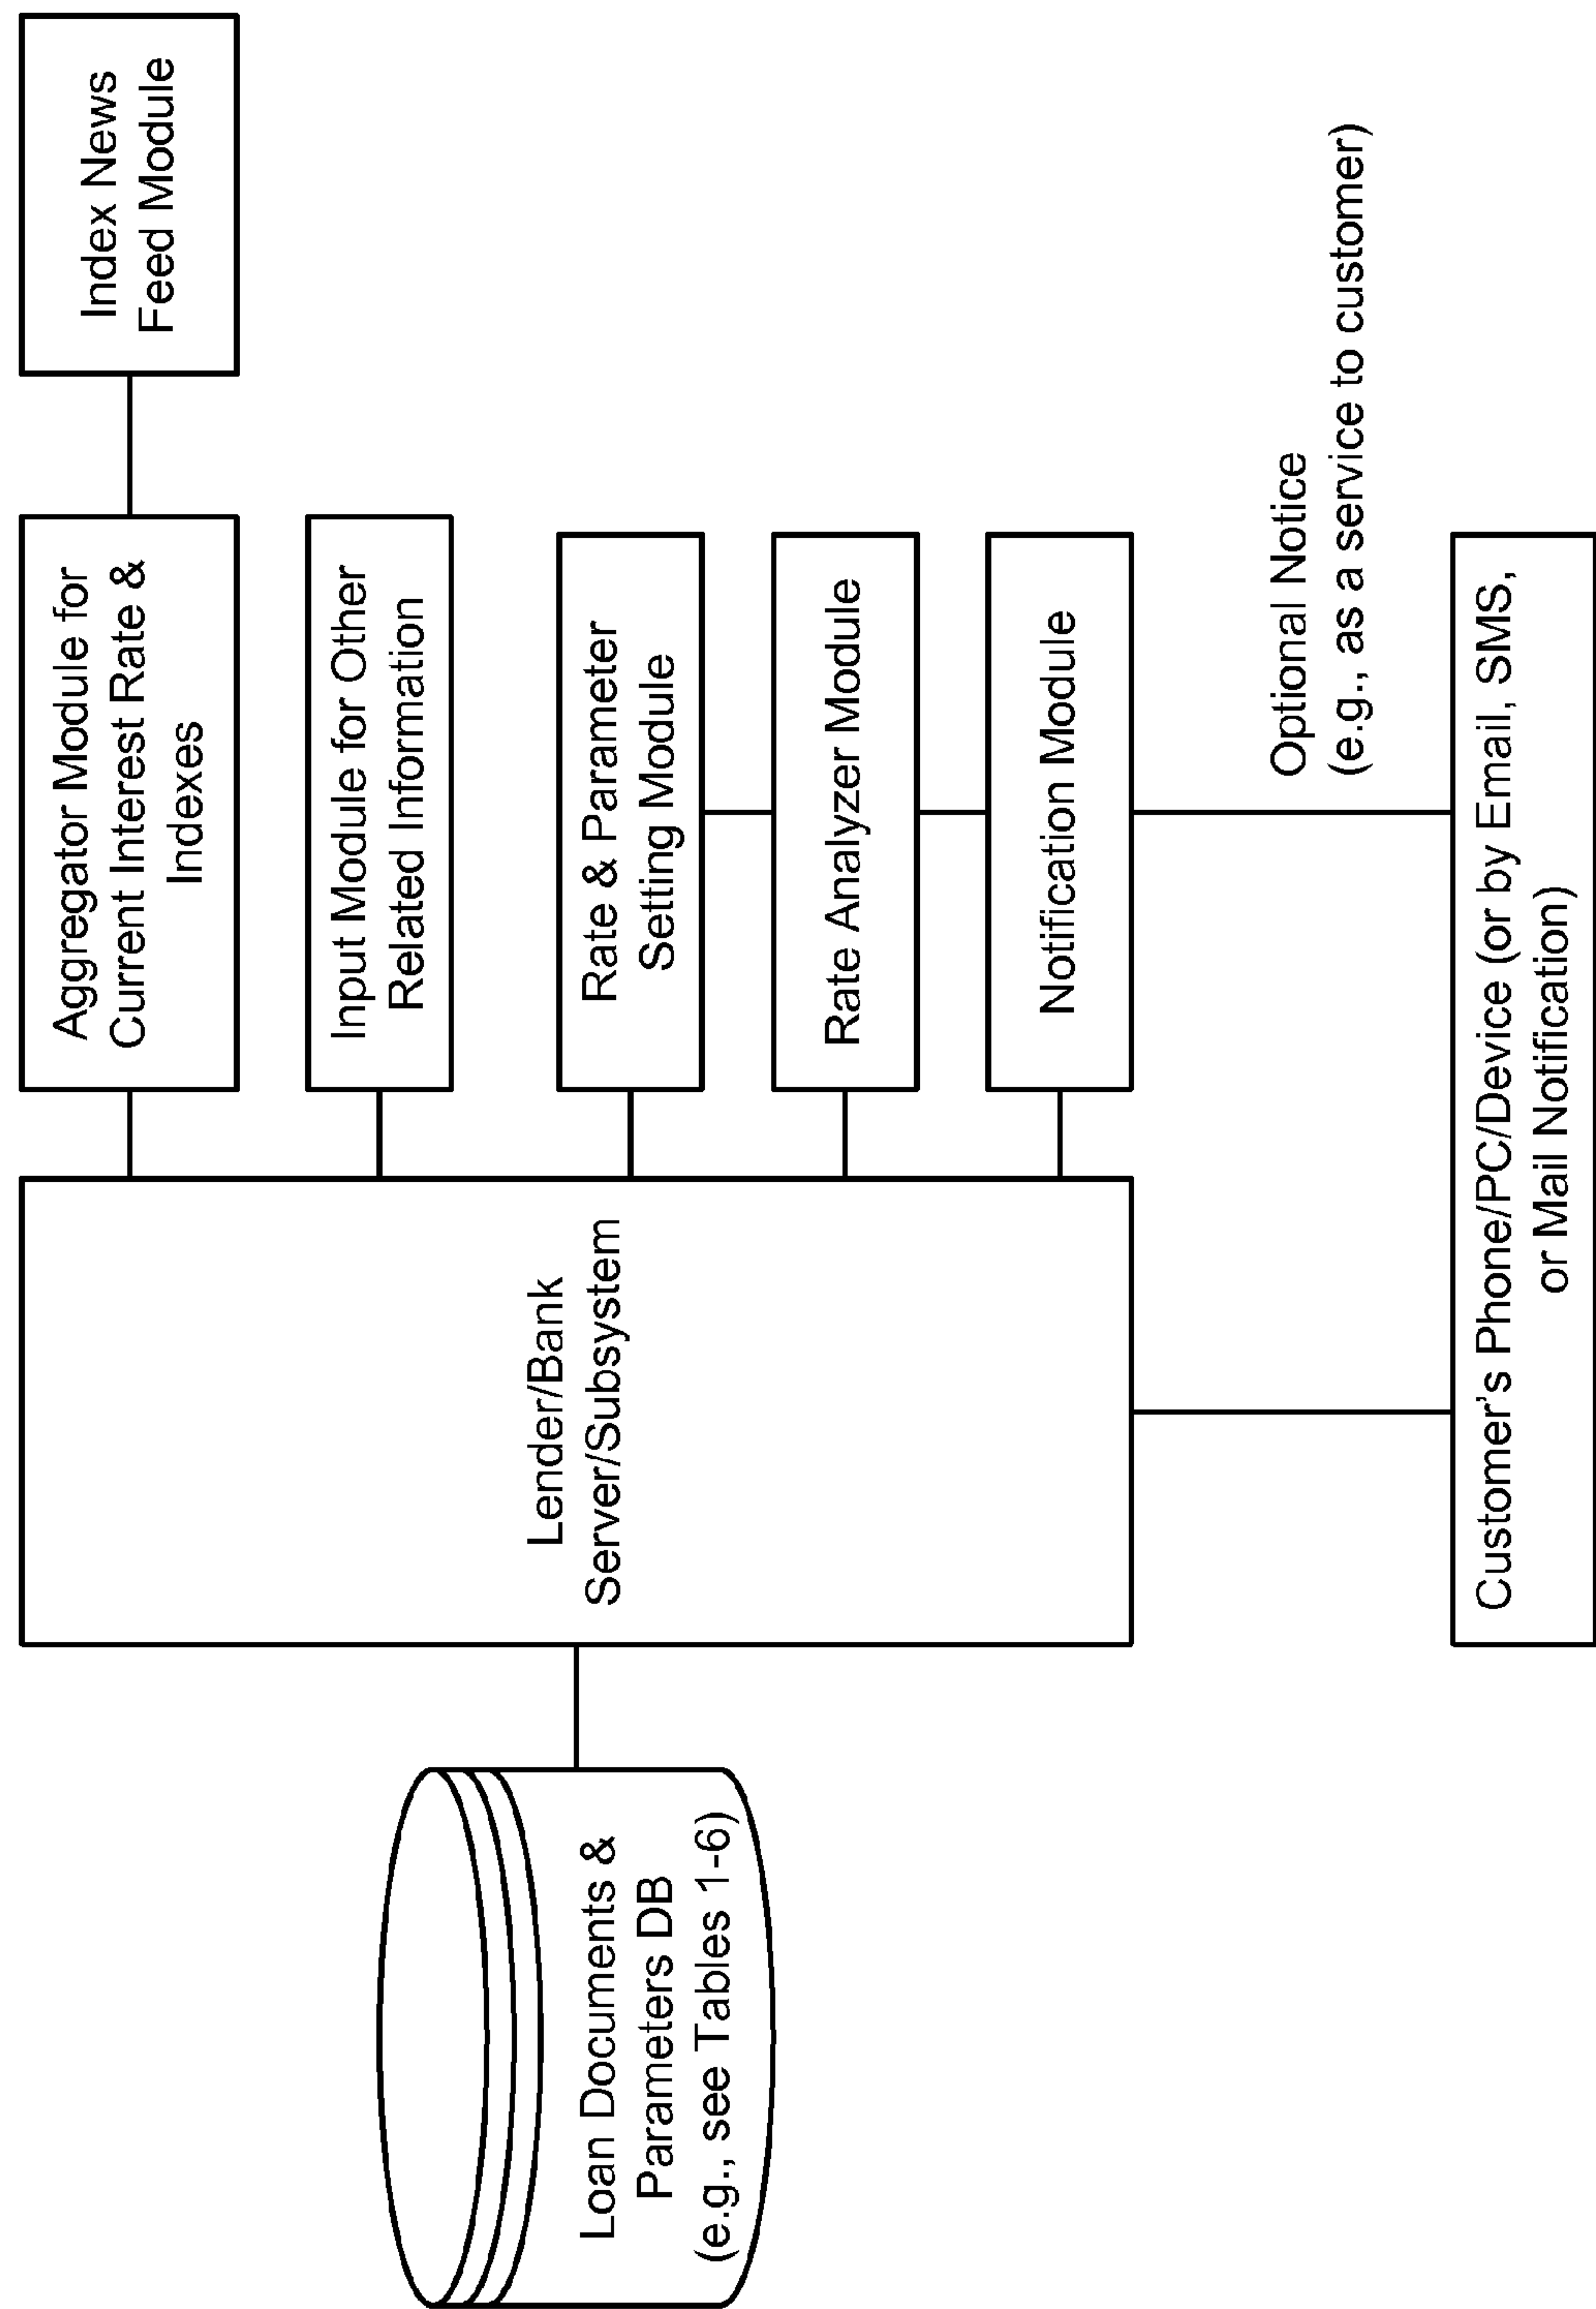 Loan Documents &
Parameters DB
(e.g., see Tables 1-6)
Lender/Bank
Server/Subsystem
Aggregator Module for
Current Interest Rate &
Indexes
Index News
Feed Module
Input Module for Other
Related Information
Rate & Parameter
Setting Module
Rate Analyzer Module
Notification Module
Optional Notice
(e.g., as a service to customer)
Customer's Phone/PC/Device (or by Email, SMS,
or Mail Notification)